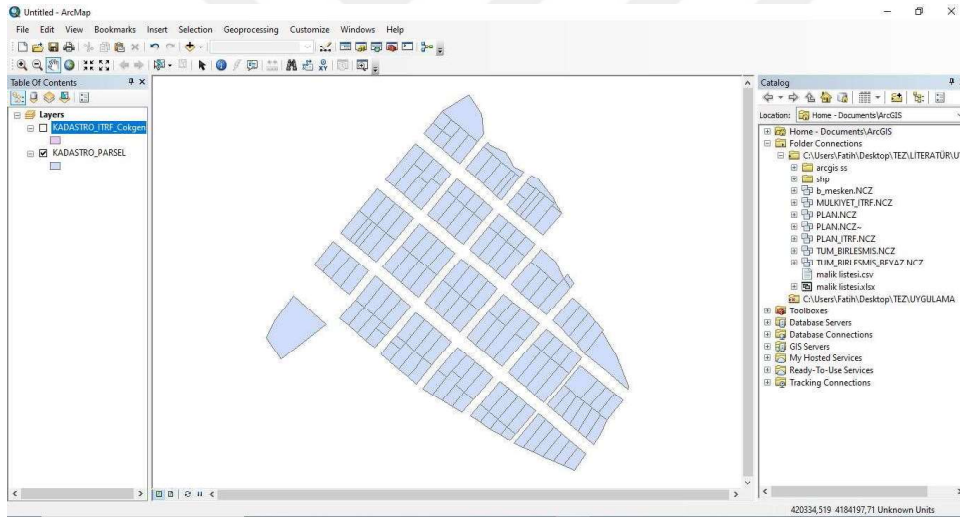 Untitled - ArcMap
File Edit View Bookmarks Insert Selection Geoprocessing Customize Windows Help
Table Of Contents
Layers
KADASTRO_ITRF_Cokgen
KADASTRO_PARSEL
Catalog
Location: Home - Documents\ArcGIS
Home - Documents\ArcGIS
Folder Connections
C:\Users\Fatih\Desktop\TEZ\LİTERATÜR\U
arcgis ss
shp
b_mesken.NCZ
MULKIYET_ITRF.NCZ
PLAN.NCZ
PLAN.NCZ~
PLAN_ITRF.NCZ
TUM_BIRLESMIS.NCZ
TUM_BIRLESMIS_BEYAZ.NCZ
malik listesi.csv
malik listesi.xlsx
C:\Users\Fatih\Desktop\TEZ\UYGULAMA
Toolboxes
Database Servers
Database Connections
GIS Servers
My Hosted Services
Ready-To-Use Services
Tracking Connections
420334,519 4184197,71 Unknown Units